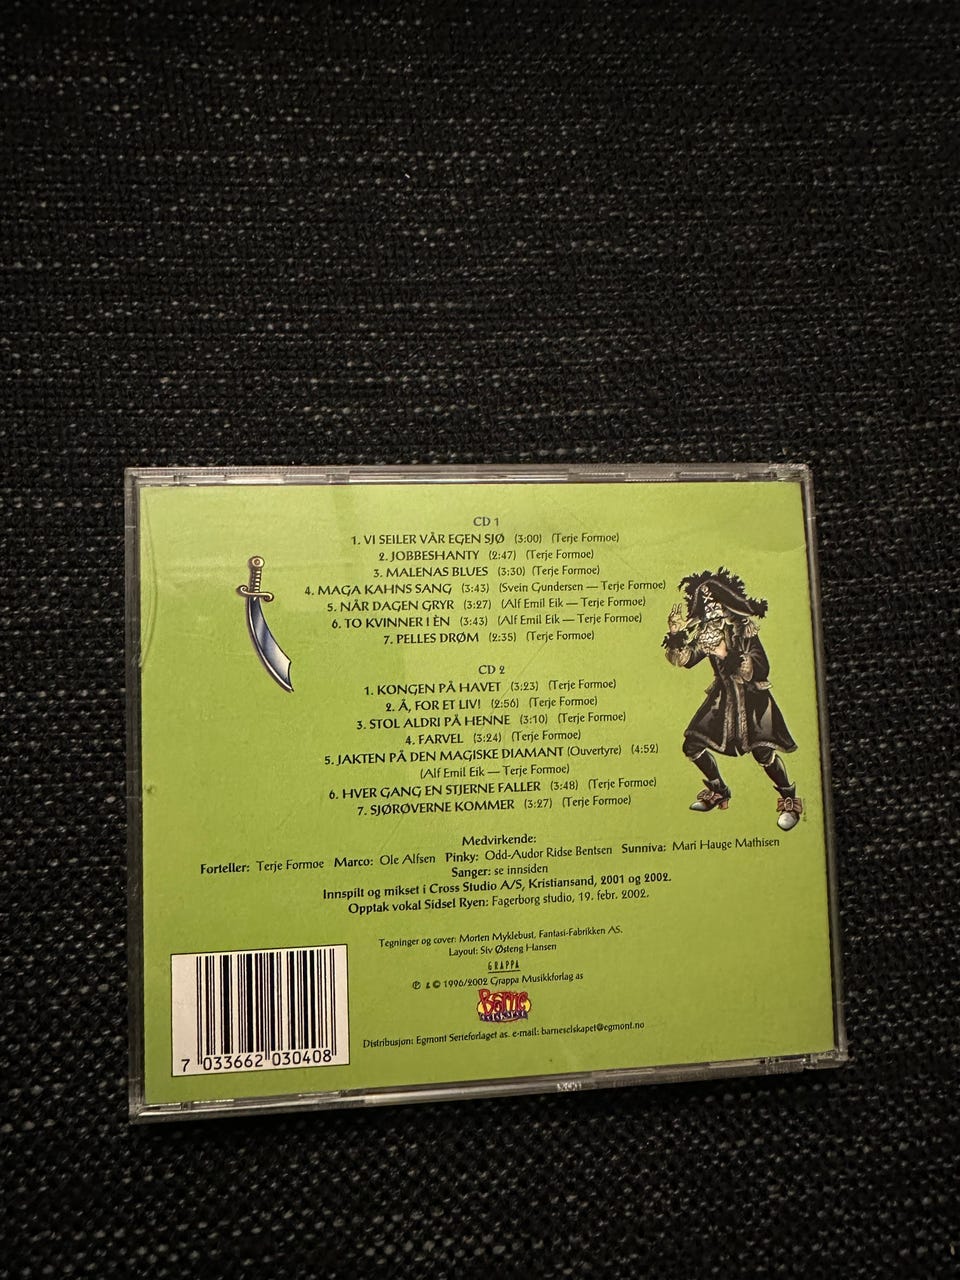 CD 1
1. VI SEILER VÅR EGEN SJØ (3:00) (Terje Formoe)
2. JOBBESHANTY (2:47) (Terje Formoe)
3. MALENAS BLUES (3:30) (Terje Formoe)
4. MAGA KAHNS SANG (3:43) (Svein Gundersen — Terje Formoe)
5. NÅR DAGEN GRYR (3:27) (Alf Emil Eik — Terje Formoe)
6. TO KVINNER I ÈN (3:43) (Alf Emil Eik — Terje Formoe)
7. PELLES DRØM (2:35) (Terje Formoe)
CD 2
1. KONGEN PÅ HAVET (3:23) (Terje Formoe)
2. Å, FOR ET LIV! (2:56) (Terje Formoe)
3. STOL ALDRI PÅ HENNE (3:10) (Terje Formoe)
4. FARVEL (3:24) (Terje Formoe)
5. JAKTEN PÅ DEN MAGISKE DIAMANT (Ouvertyre) (4:52)
(Alf Emil Eik — Terje Formoe)
6. HVER GANG EN STJERNE FALLER (3:48) (Terje Formoe)
7. SJØRØVERNE KOMMER (3:27) (Terje Formoe)
Medvirkende:
Forteller: Terje Formoe Marco: Ole Alfsen Pinky: Odd-Audor Ridse Bentsen Sunniva: Mari Hauge Mathisen
Sanger: se innsiden
Innspilt og mikset i Cross Studio A/S, Kristiansand, 2001 og 2002.
Opptak vokal Sidsel Ryen: Fagerborg studio, 19. febr. 2002.
Tegninger og cover: Morten Myklebust, Fantasi-Fabrikken AS.
Layout: Siv Østeng Hansen
GRAPPA
℗ & © 1996/2002 Grappa Musikkforlag as
Barne selskapet
Distribusjon: Egmont Serieforlaget as. e-mail: barneselskapet@egmont.no
7 033662 030408